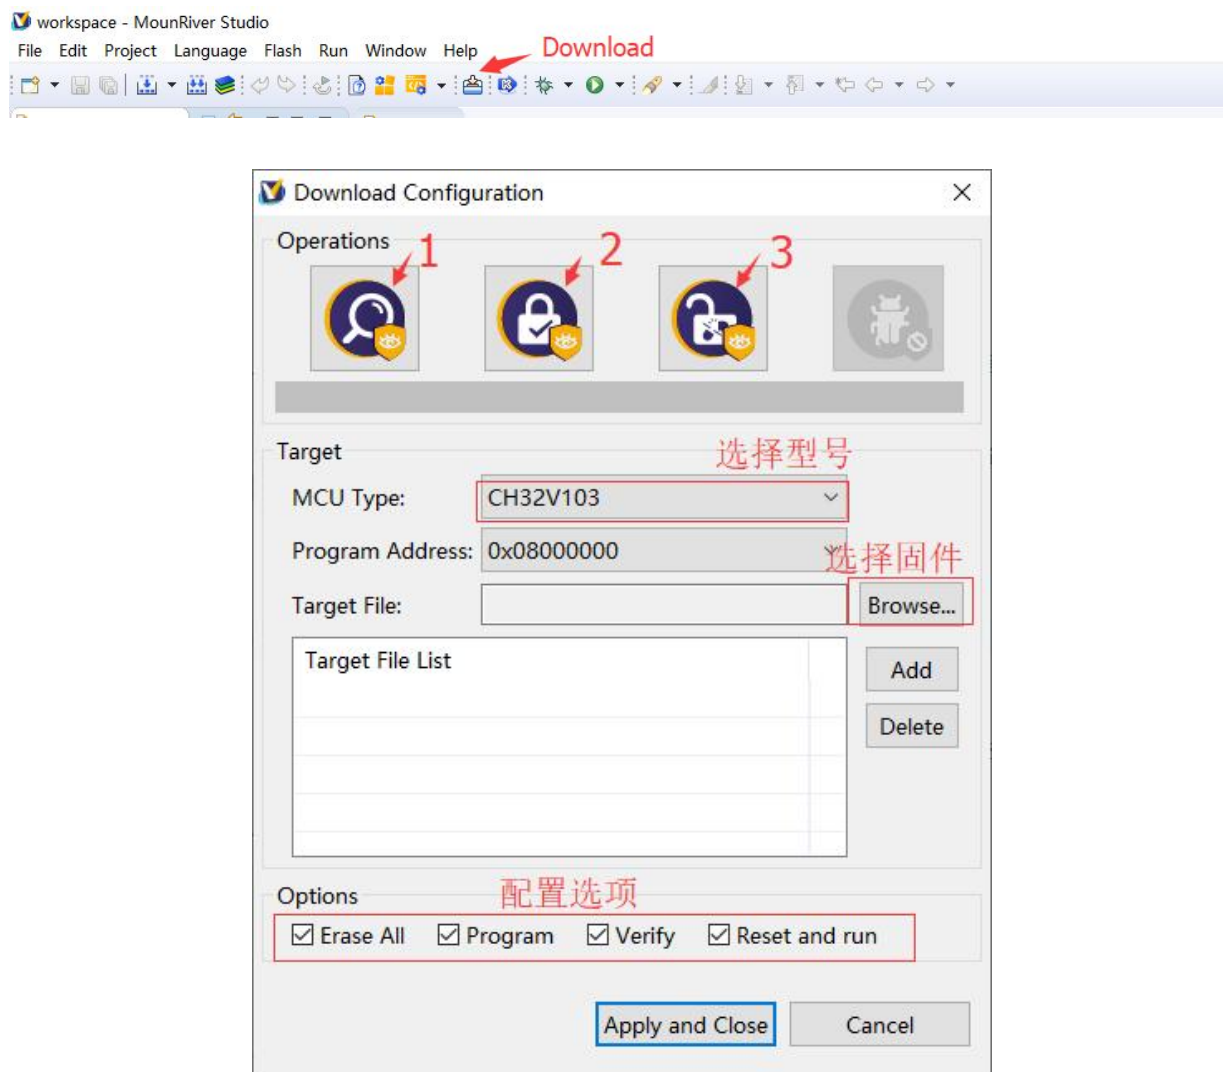 workspace - MounRiver Studio
File Edit Project Language Flash Run Window Help
Download
Download Configuration
Operations
1
2
3
Target
选择型号
MCU Type: CH32V103
Program Address: 0x08000000
选择固件
Target File: Browse...
Target File List
Add
Delete
Options
配置选项
Erase All Program Verify Reset and run
Apply and Close Cancel